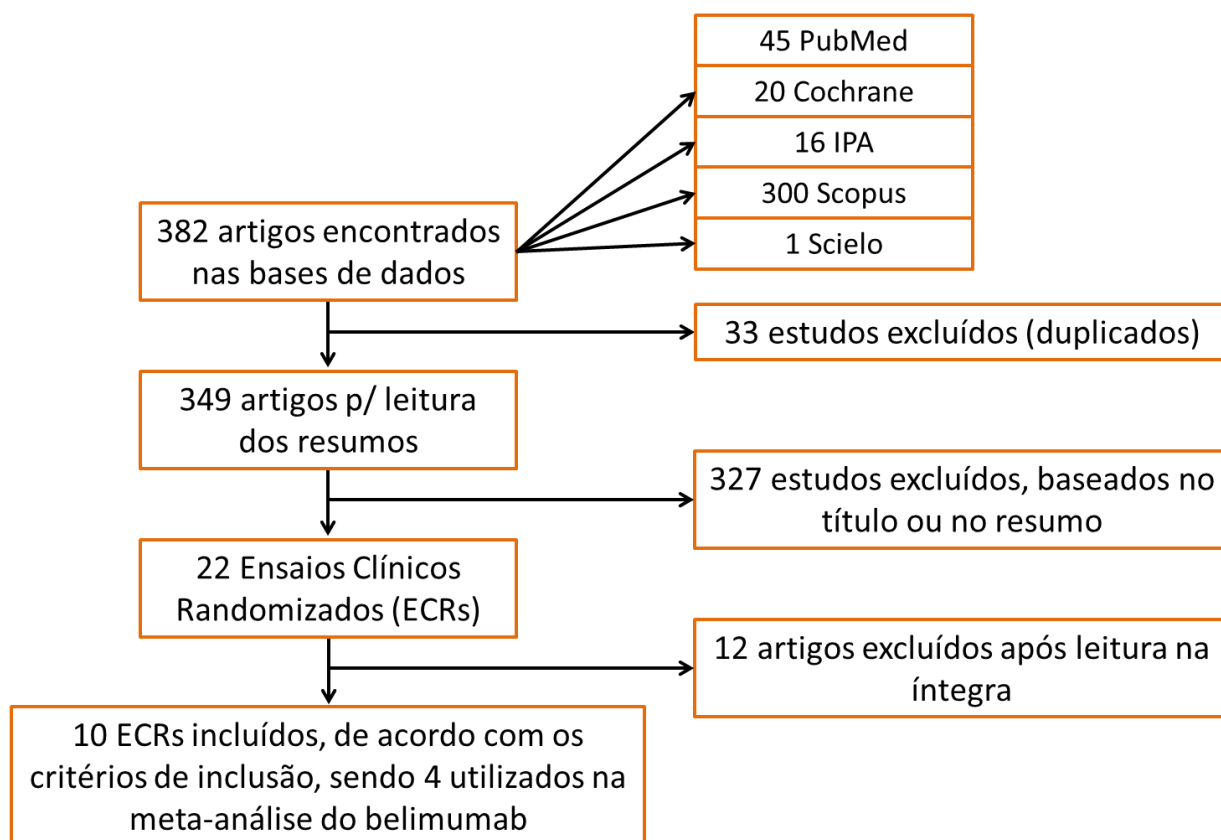 45 PubMed
20 Cochrane
16 IPA
300 Scopus
1 Scielo
382 artigos encontrados
nas bases de dados
33 estudos excluídos (duplicados)
349 artigos p/ leitura
dos resumos
327 estudos excluídos, baseados no
título ou no resumo
22 Ensaios Clínicos
Randomizados (ECRs)
12 artigos excluídos após leitura na
íntegra
10 ECRs incluídos, de acordo com os
critérios de inclusão, sendo 4 utilizados na
meta-análise do belimumab